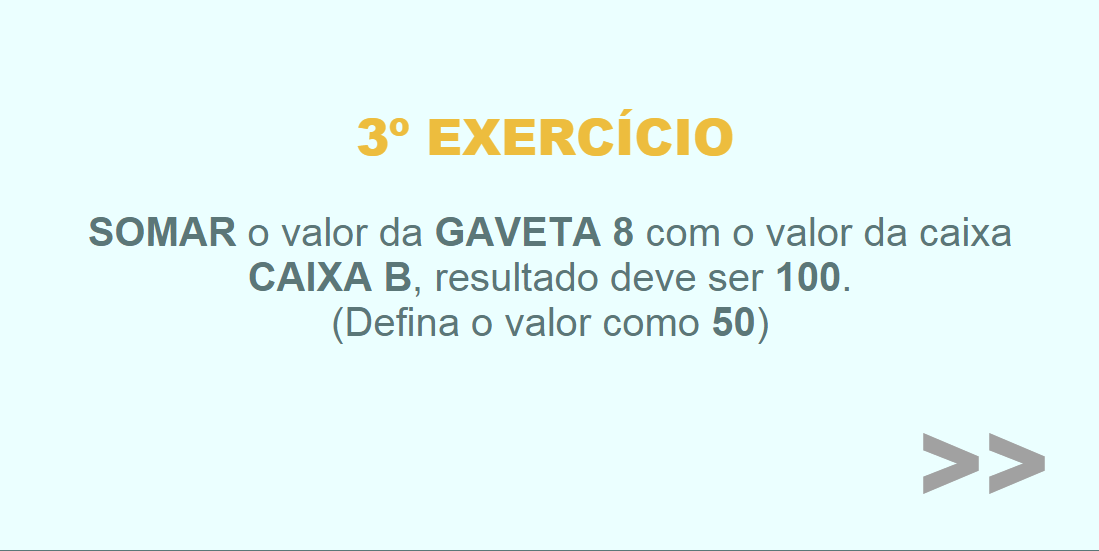 3º EXERCÍCIO
SOMAR o valor da GAVETA 8 com o valor da caixa
CAIXA B, resultado deve ser 100.
(Defina o valor como 50)
>>